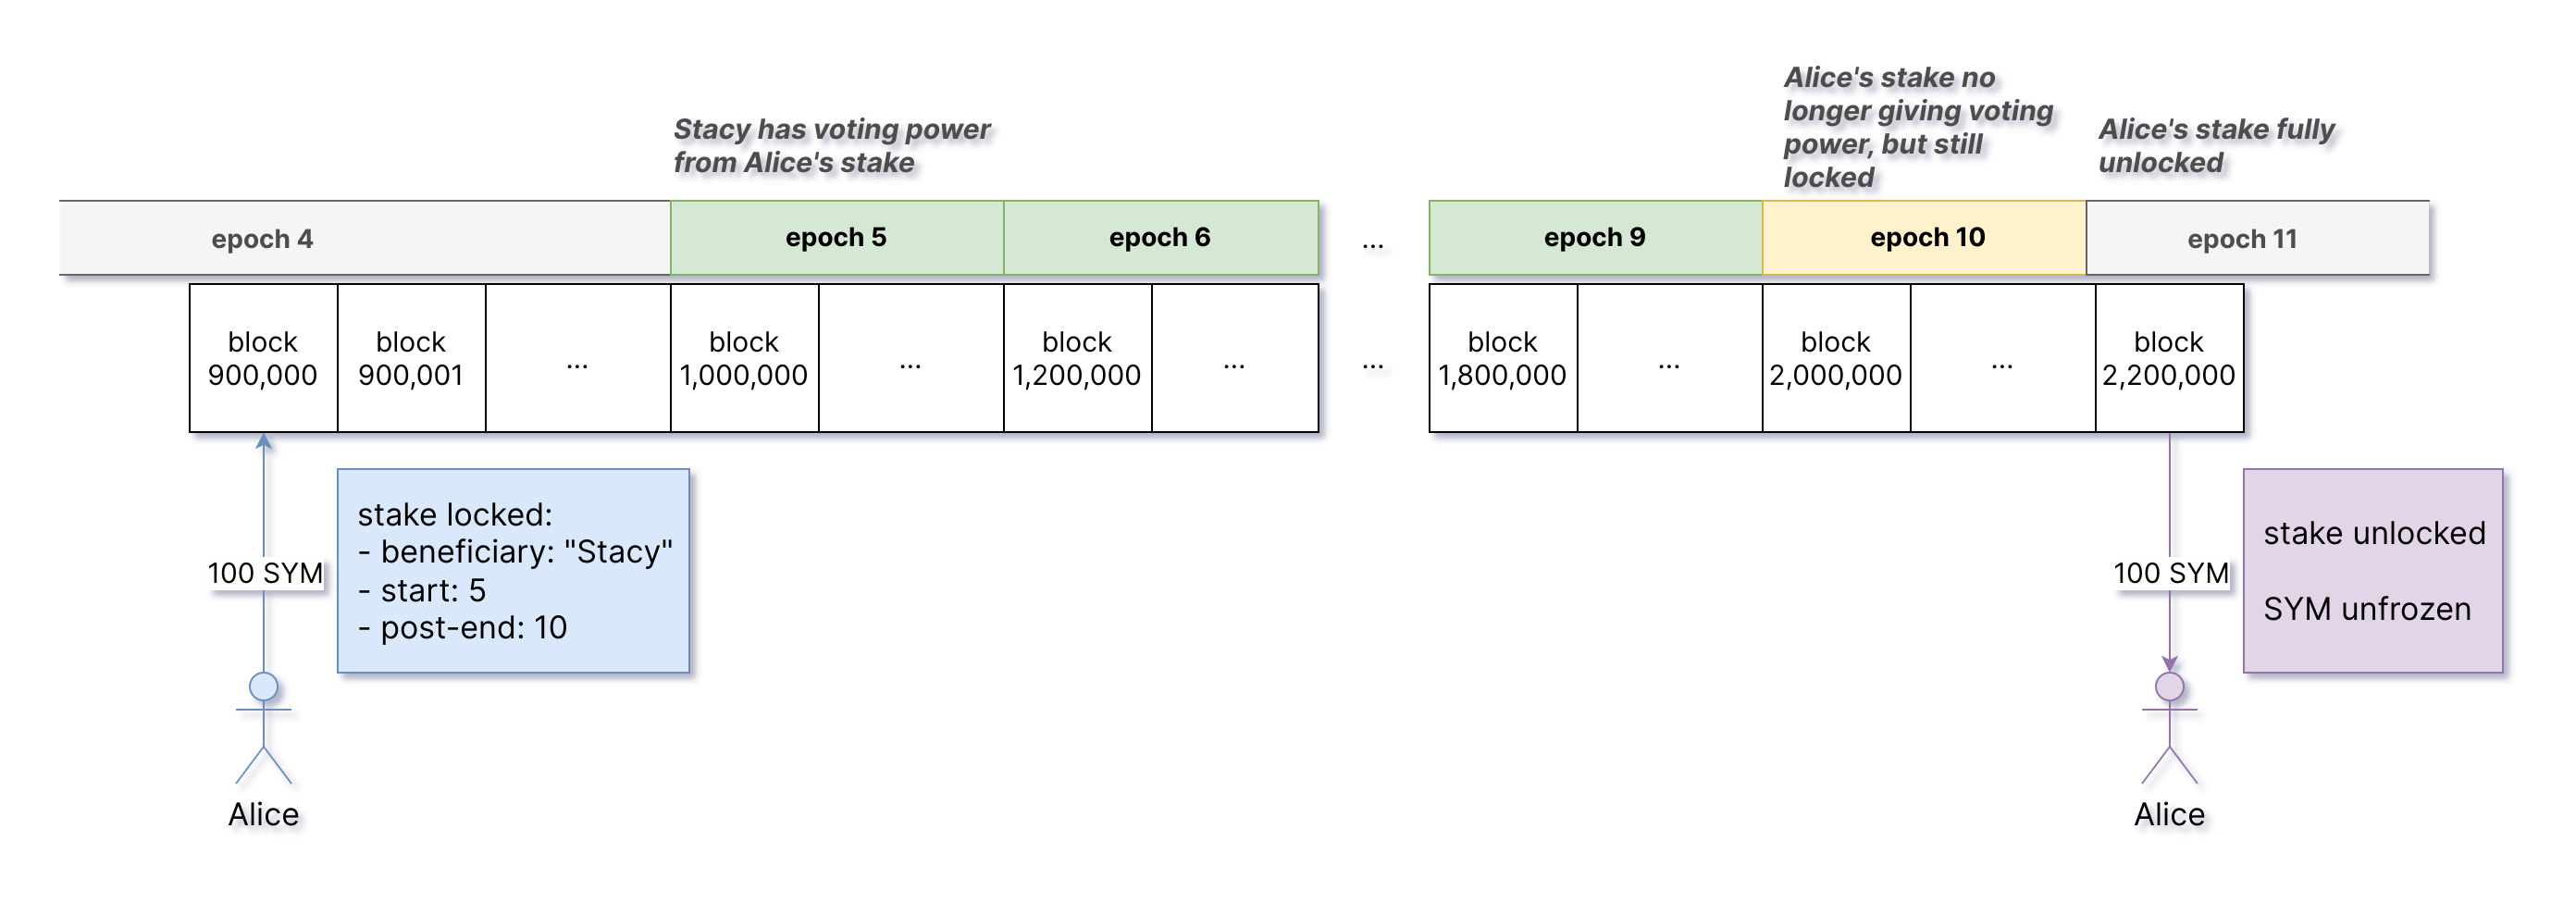 Stacy has voting power
from Alice's stake
Alice's stake no
longer giving voting
power, but still
locked
Alice's stake fully
unlocked
epoch 4
epoch 5
epoch 6
...
epoch 9
epoch 10
epoch 11
block
900,000
block
900,001
...
block
1,000,000
...
block
1,200,000
...
...
block
1,800,000
...
block
2,000,000
...
block
2,200,000
100 SYM
stake locked:
- beneficiary: "Stacy"
- start: 5
- post-end: 10
Alice
100 SYM
stake unlocked
SYM unfrozen
Alice